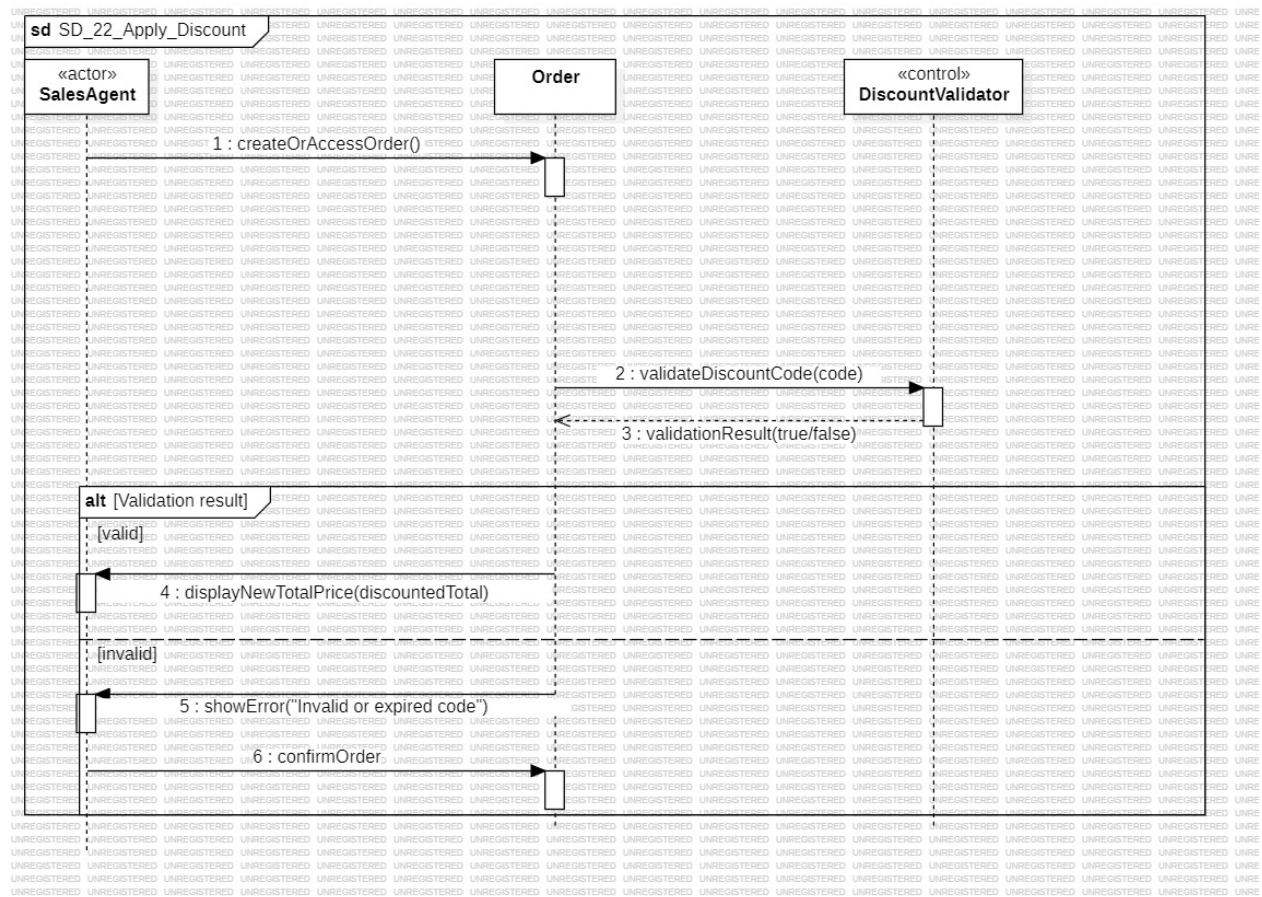 sd SD_22_Apply_Discount
«actor»
SalesAgent
Order
«control»
DiscountValidator
1 : createOrAccessOrder()
2 : validateDiscountCode(code)
3 : validationResult(true/false)
alt [Validation result]
[valid]
4 : displayNewTotalPrice(discountedTotal)
[invalid]
5 : showError("Invalid or expired code")
6 : confirmOrder
UNREGISTERED